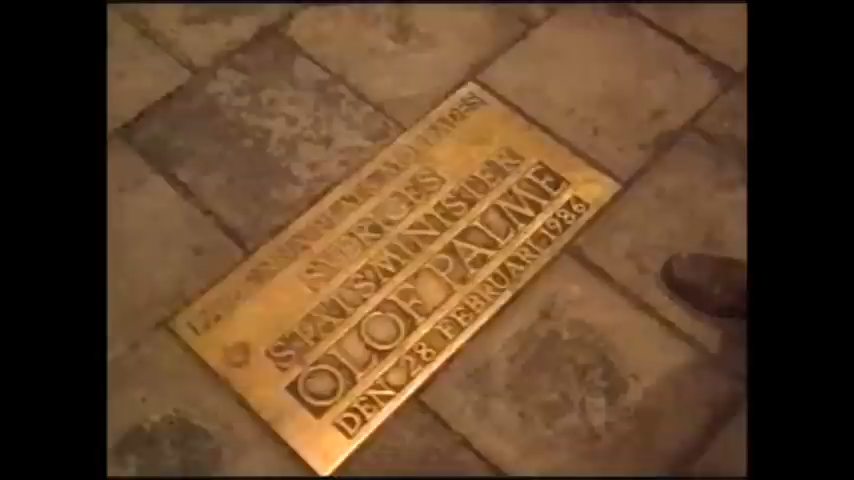 SVERIGES
STATSMINISTER
OLOF PALME
DEN 28 FEBRUARI 1986